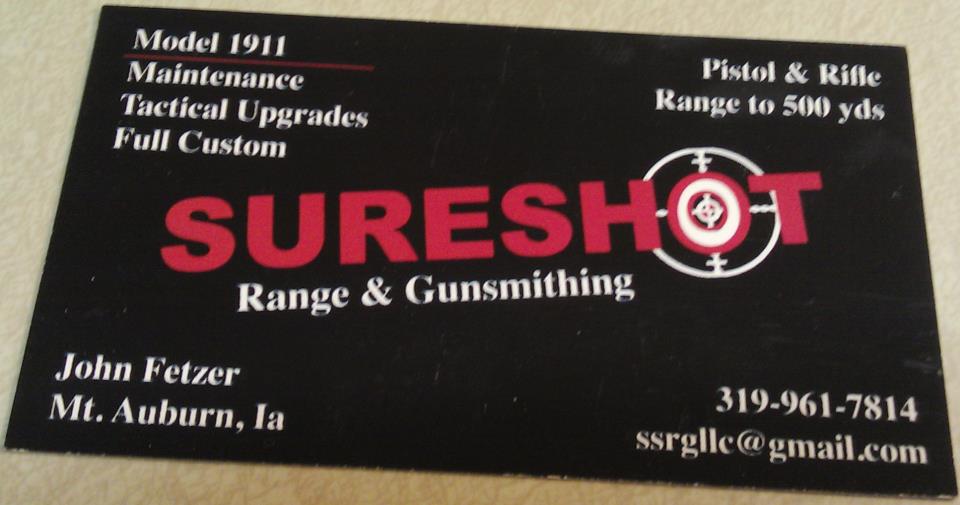 Model 1911
Maintenance
Tactical Upgrades
Full Custom
Pistol & Rifle
Range to 500 yds
SURESHOT
Range & Gunsmithing
John Fetzer
Mt. Auburn, Ia
319-961-7814
ssrgllc@gmail.com